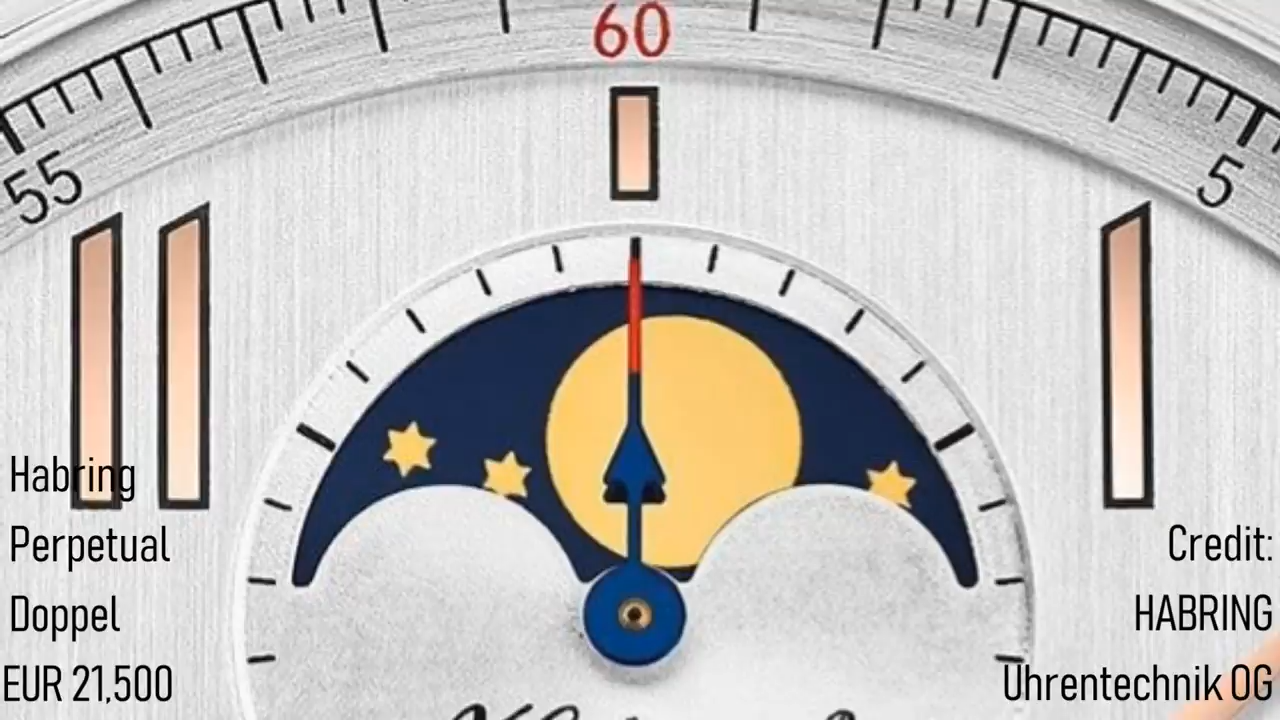 60
55
5
Habring
Perpetual
Doppel
EUR 21,500
Credit:
HABRING
Uhrentechnik OG